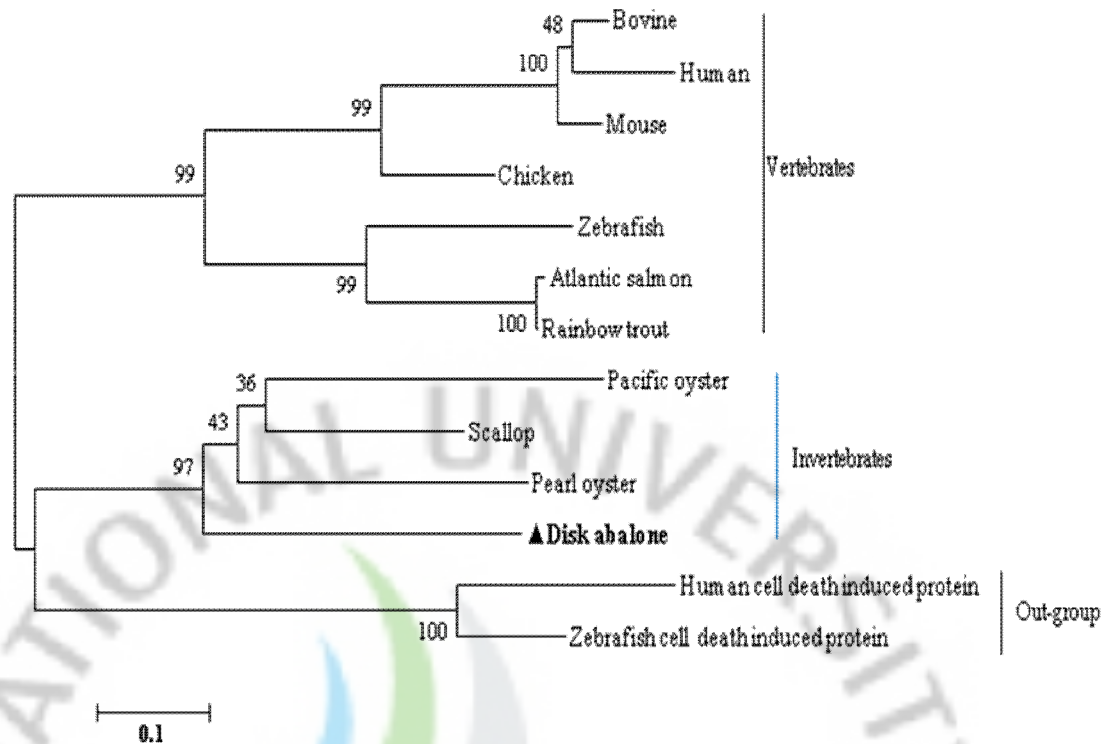 48
Bovine
100
Human
99
Mouse
99
Chicken
Vertebrates
Zebrafish
99
Atlantic salmon
100
Rainbow trout
36
Pacific oyster
43
Scallop
Invertebrates
97
Pearl oyster
▲Disk abalone
Human cell death induced protein
Out-group
100
Zebrafish cell death induced protein
0.1
NATIONAL UNIVERSITY